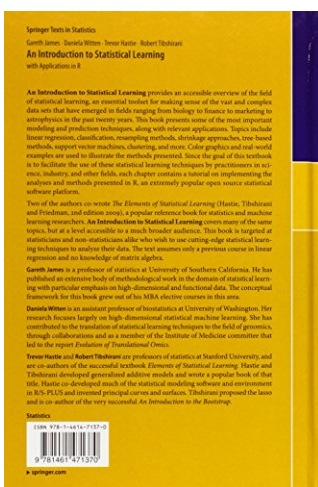 Springer Texts in Statistics
Gareth James · Daniela Witten · Trevor Hastie · Robert Tibshirani
An Introduction to Statistical Learning
with Applications in R
An Introduction to Statistical Learning provides an accessible overview of the field
of statistical learning, an essential toolset for making sense of the vast and complex
data sets that have emerged in fields ranging from biology to finance to marketing to
astrophysics in the past twenty years. This book presents some of the most important
modeling and prediction techniques, along with relevant applications. Topics include
linear regression, classification, resampling methods, shrinkage approaches, tree-based
methods, support vector machines, clustering, and more. Color graphics and real-world
examples are used to illustrate the methods presented. Since the goal of this textbook
is to facilitate the use of these statistical learning techniques by practitioners in sci-
ence, industry, and other fields, each chapter contains a tutorial on implementing the
analyses and methods presented in R, an extremely popular open source statistical
software platform.
Two of the authors co-wrote The Elements of Statistical Learning (Hastie, Tibshirani
and Friedman, 2nd edition 2009), a popular reference book for statistics and machine
learning researchers. An Introduction to Statistical Learning covers many of the same
topics, but at a level accessible to a much broader audience. This book is targeted at
statisticians and non-statisticians alike who wish to use cutting-edge statistical learn-
ing techniques to analyze their data. The text assumes only a previous course in linear
regression and no knowledge of matrix algebra.
Gareth James is a professor of statistics at University of Southern California. He has
published an extensive body of methodological work in the domain of statistical learn-
ing with particular emphasis on high-dimensional and functional data. The conceptual
framework for this book grew out of his MBA elective courses in this area.
Daniela Witten is an assistant professor of biostatistics at University of Washington. Her
research focuses largely on high-dimensional statistical machine learning. She has
contributed to the translation of statistical learning techniques to the field of genomics,
through collaborations and as a member of the Institute of Medicine committee that
led to the report Evolution of Translational Omics.
Trevor Hastie and Robert Tibshirani are professors of statistics at Stanford University, and
are co-authors of the successful textbook Elements of Statistical Learning. Hastie and
Tibshirani developed generalized additive models and wrote a popular book of that
title. Hastie co-developed much of the statistical modeling software and environment
in R/S-PLUS and invented principal curves and surfaces. Tibshirani proposed the lasso
and is co-author of the very successful An Introduction to the Bootstrap.
Statistics
ISBN 978-1-4614-7137-0
9 781461 471370
▸ springer.com